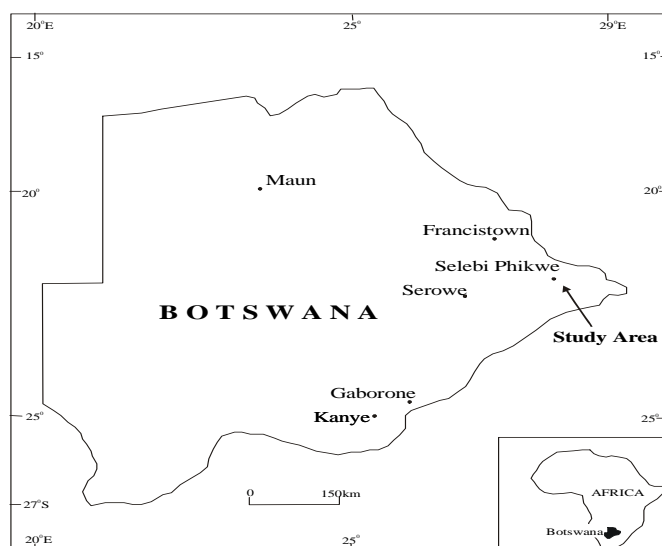 20°E 25° 29°E
15° 15°
Maun
20° 20°
Francistown
Selebi Phikwe
Serowe
BOTSWANA
Study Area
Gaborone
Kanye
25° 25°
AFRICA
0 150km
27°S
Botswana
20°E 25°